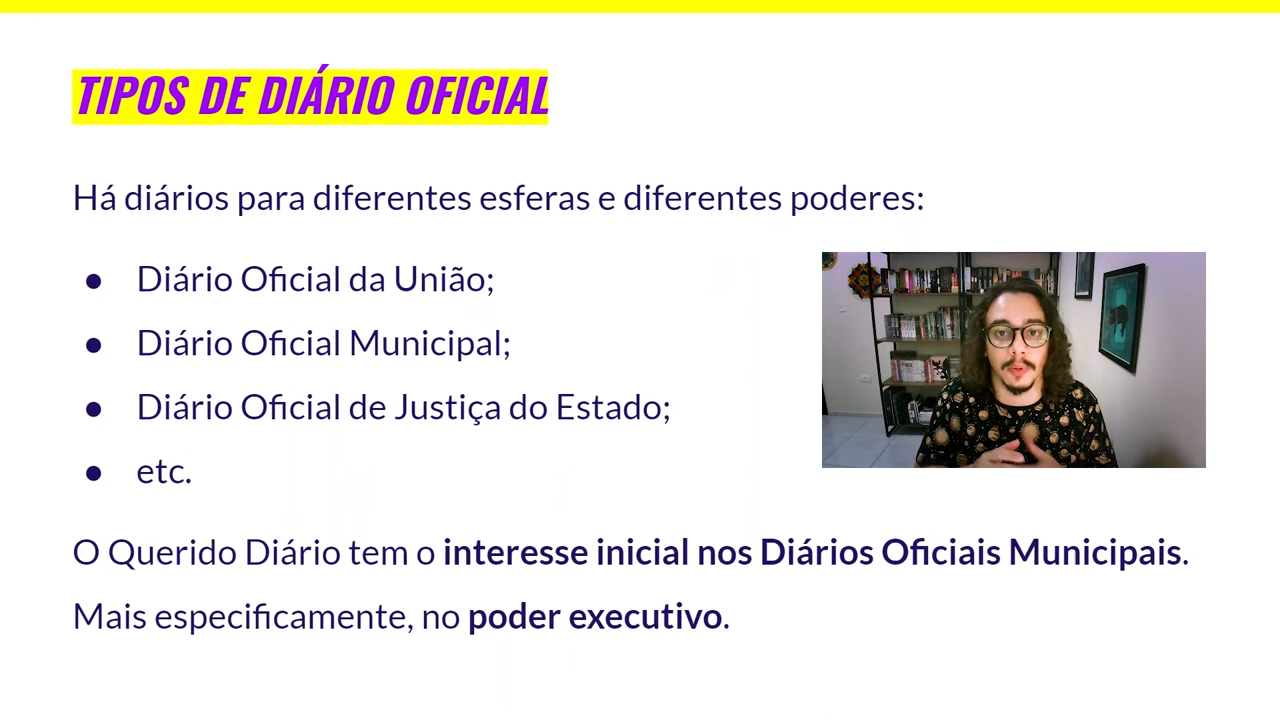 TIPOS DE DIÁRIO OFICIAL
Há diários para diferentes esferas e diferentes poderes:
● Diário Oficial da União;
● Diário Oficial Municipal;
● Diário Oficial de Justiça do Estado;
● etc.
O Querido Diário tem o interesse inicial nos Diários Oficiais Municipais.
Mais especificamente, no poder executivo.